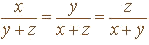 x/(y+z) = y/(x+z) = z/(x+y)